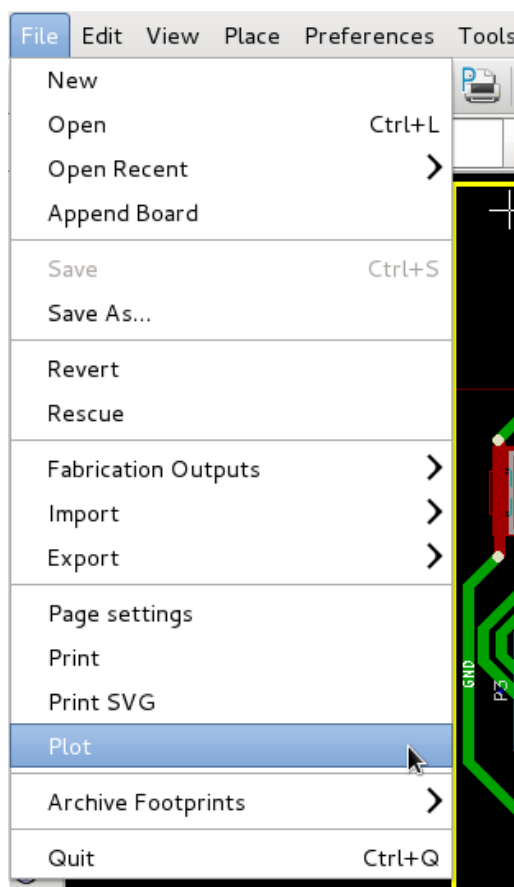 File Edit View Place Preferences Tools
New
Open Ctrl+L
Open Recent
Append Board
Save Ctrl+S
Save As...
Revert
Rescue
Fabrication Outputs
Import
Export
Page settings
Print
Print SVG
Plot
Archive Footprints
Quit Ctrl+Q
P
GND
P3